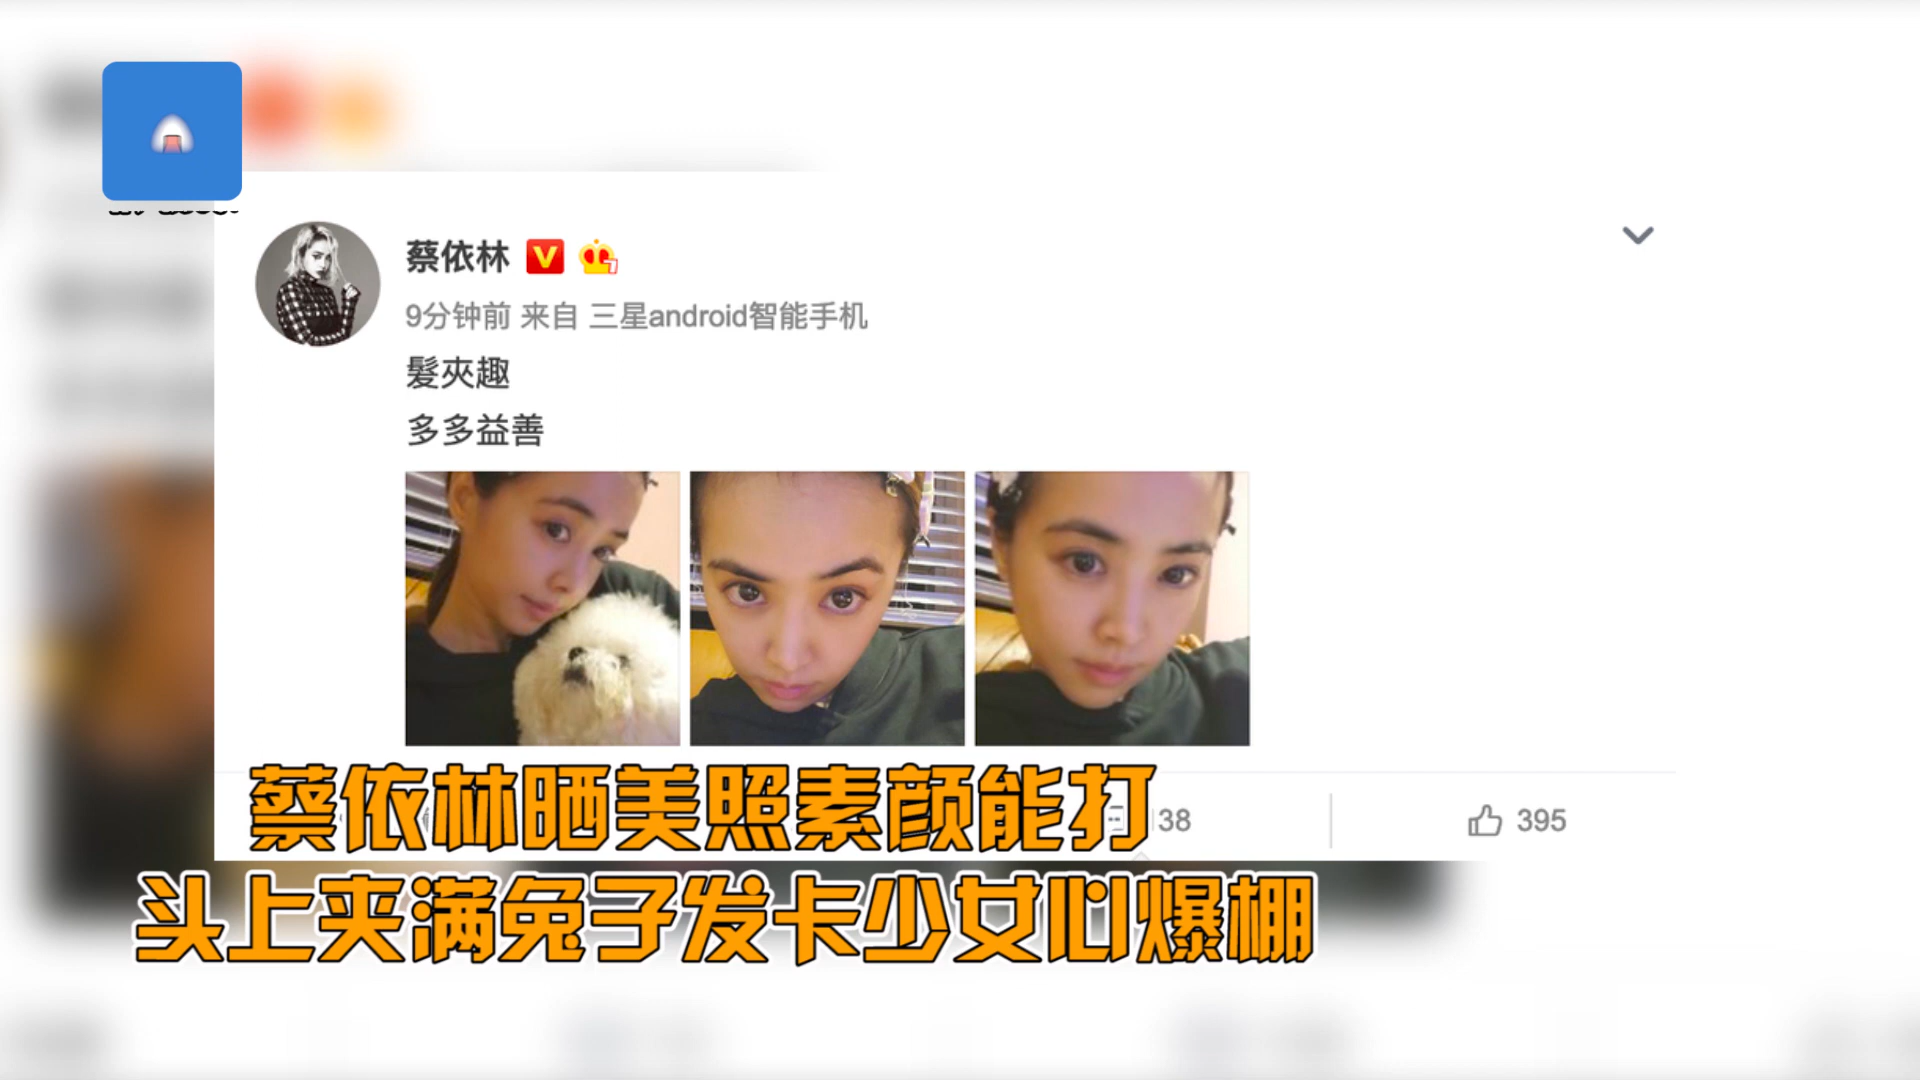 蔡依林
9分钟前 来自 三星android智能手机
髮夾趣
多多益善
38
395
蔡依林晒美照素颜能打
头上夹满兔子发卡少女心爆棚